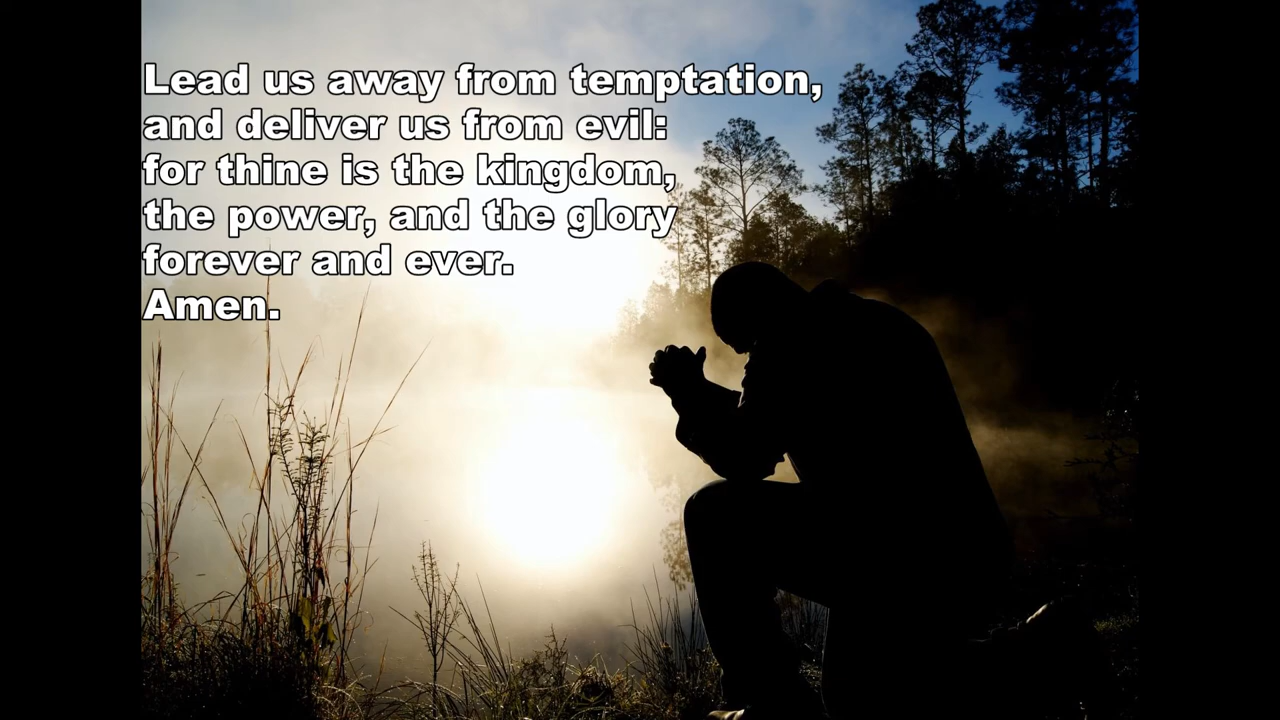 Lead us away from temptation,
and deliver us from evil:
for thine is the kingdom,
the power, and the glory
forever and ever.
Amen.